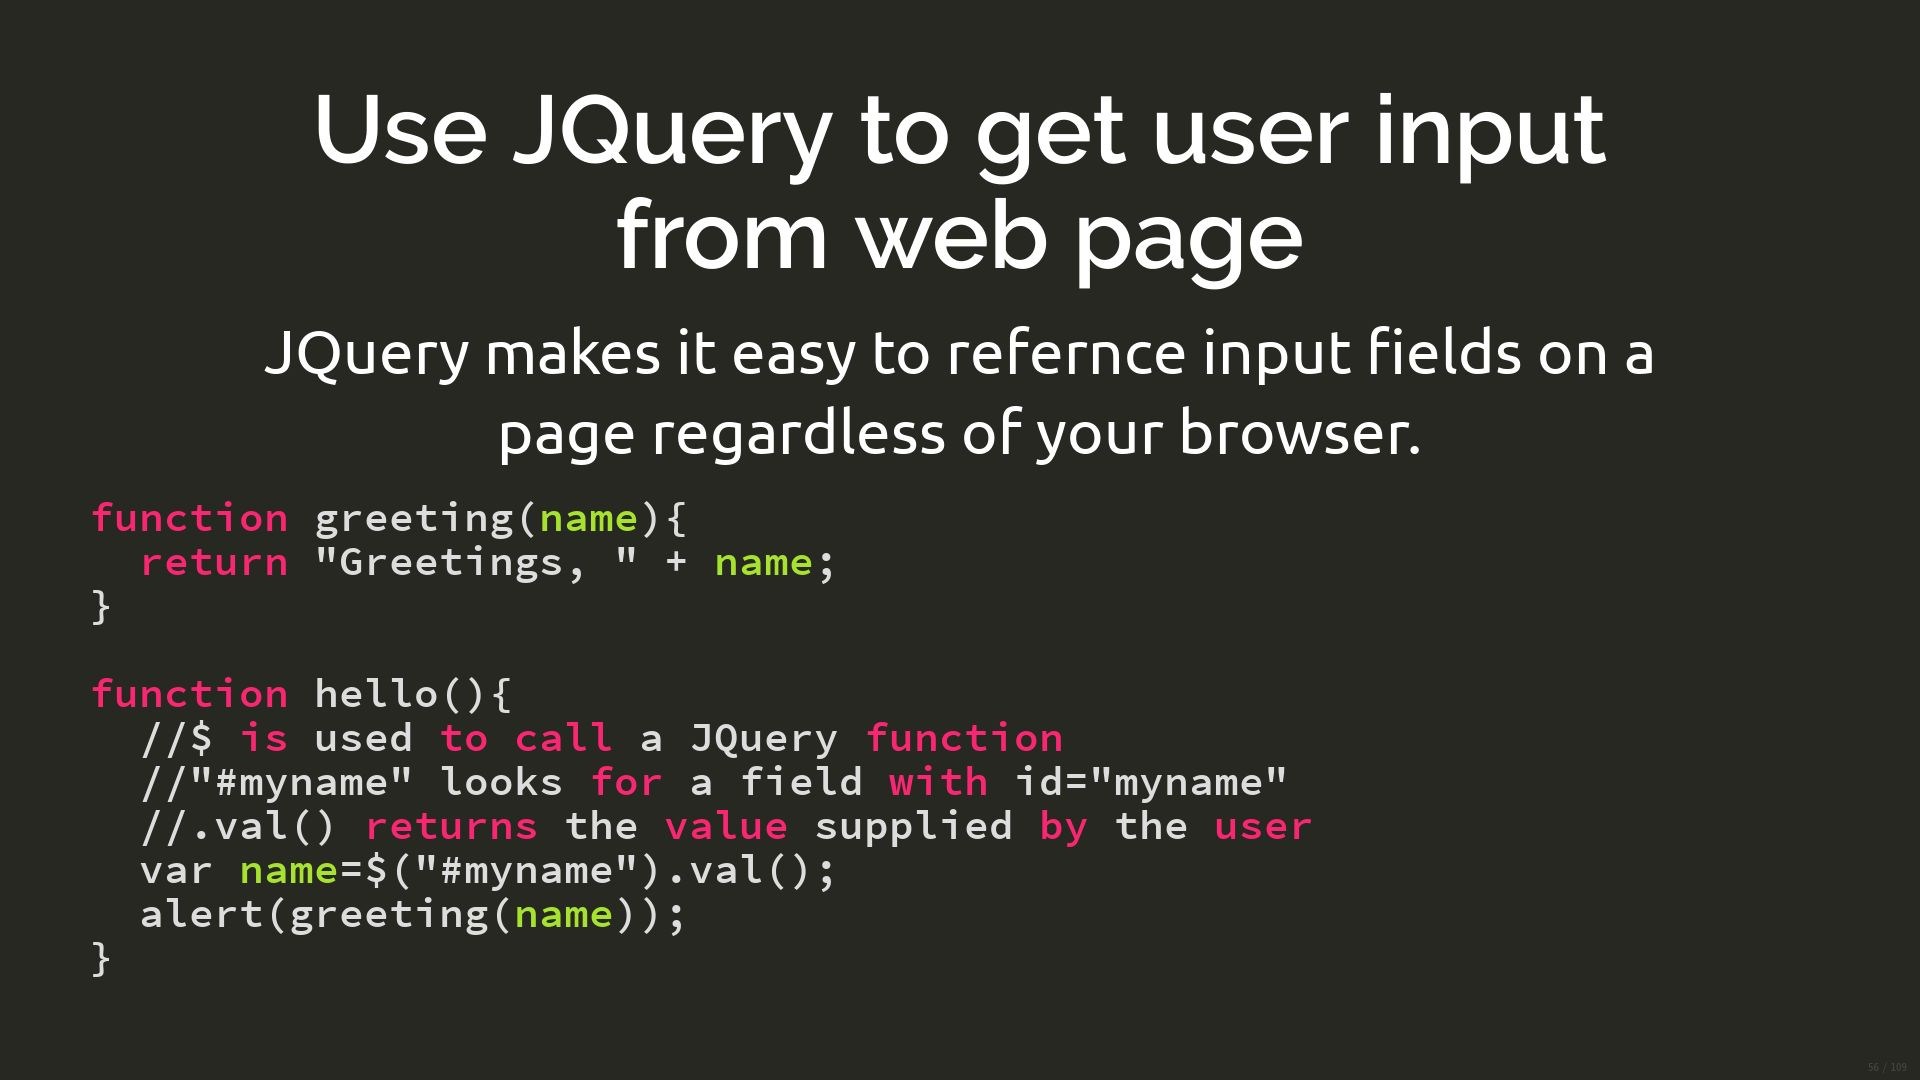 Use JQuery to get user input
from web page
JQuery makes it easy to refernce input fields on a
page regardless of your browser.
function greeting(name){
  return "Greetings, " + name;
}
function hello(){
  //$ is used to call a JQuery function
  //"#myname" looks for a field with id="myname"
  //.val() returns the value supplied by the user
  var name=$("#myname").val();
  alert(greeting(name));
}
56 / 109